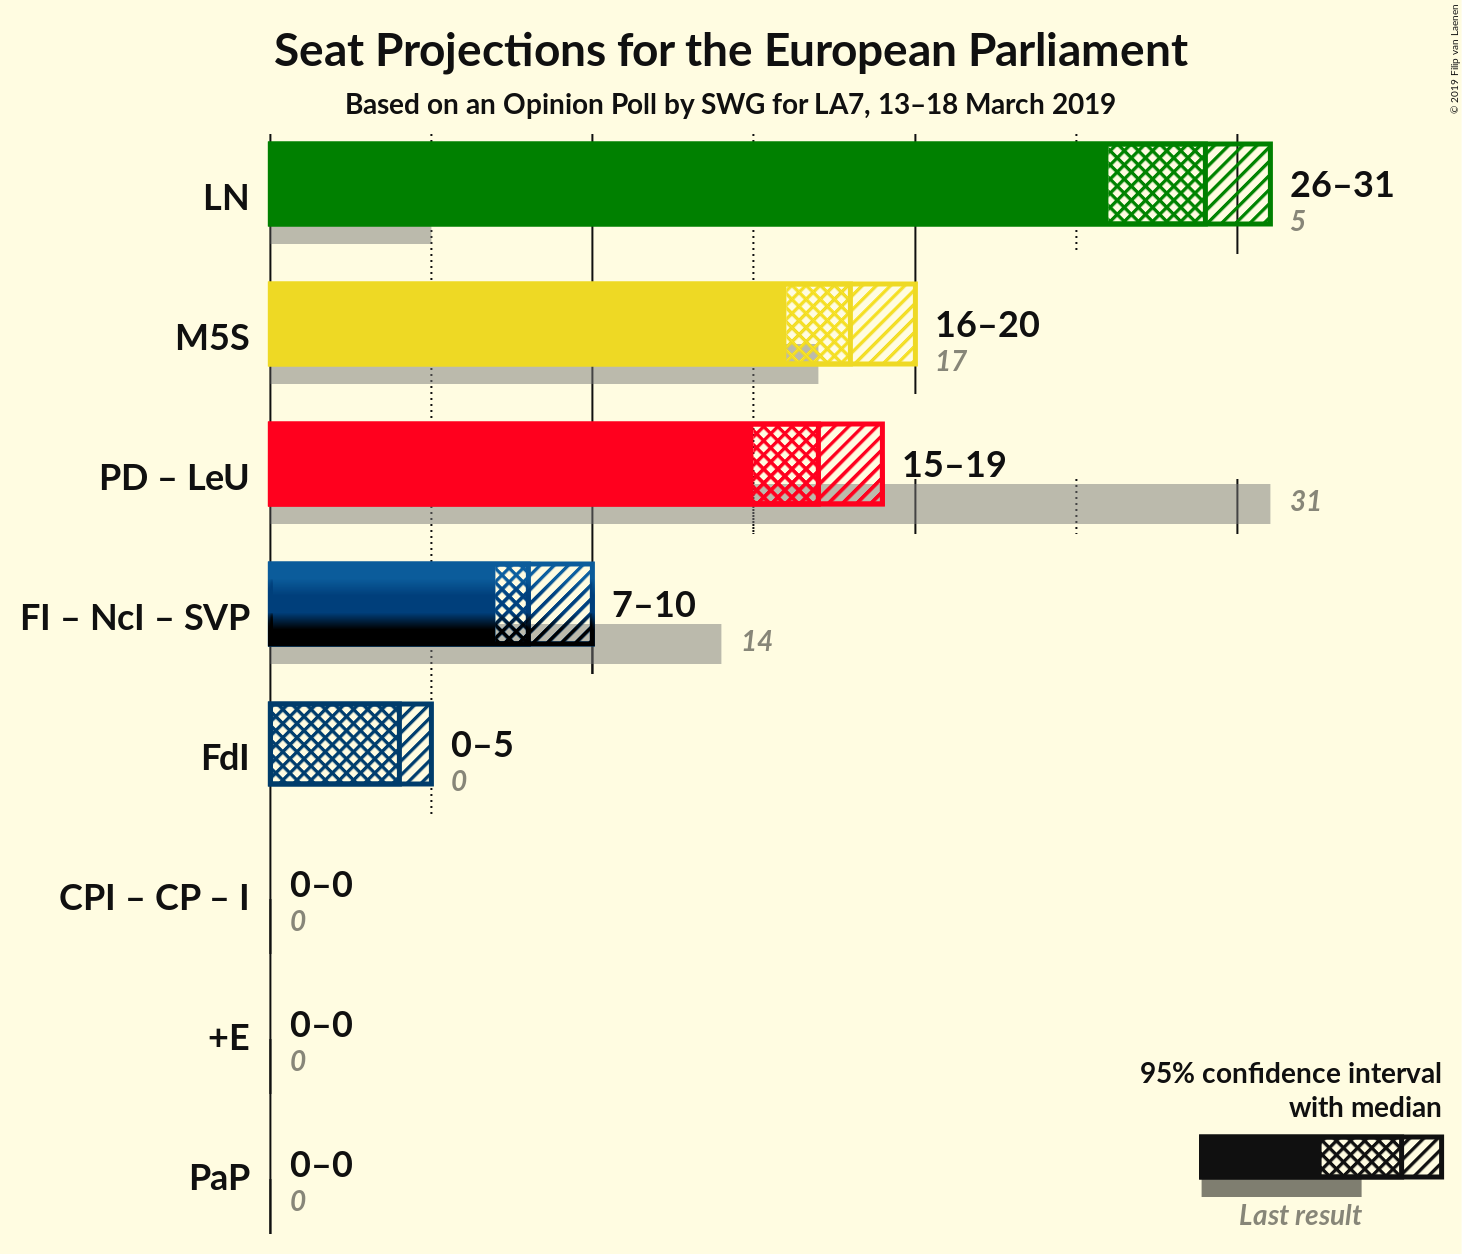 Seat Projections for the European Parliament
Based on an Opinion Poll by SWG for LA7, 13–18 March 2019
© 2019 Filip van Laenen
LN
26–31
5
M5S
16–20
17
PD – LeU
15–19
31
FI – NcI – SVP
7–10
14
FdI
0–5
0
CPI – CP – I
0–0
0
+E
0–0
0
PaP
0–0
0
95% confidence interval
with median
Last result